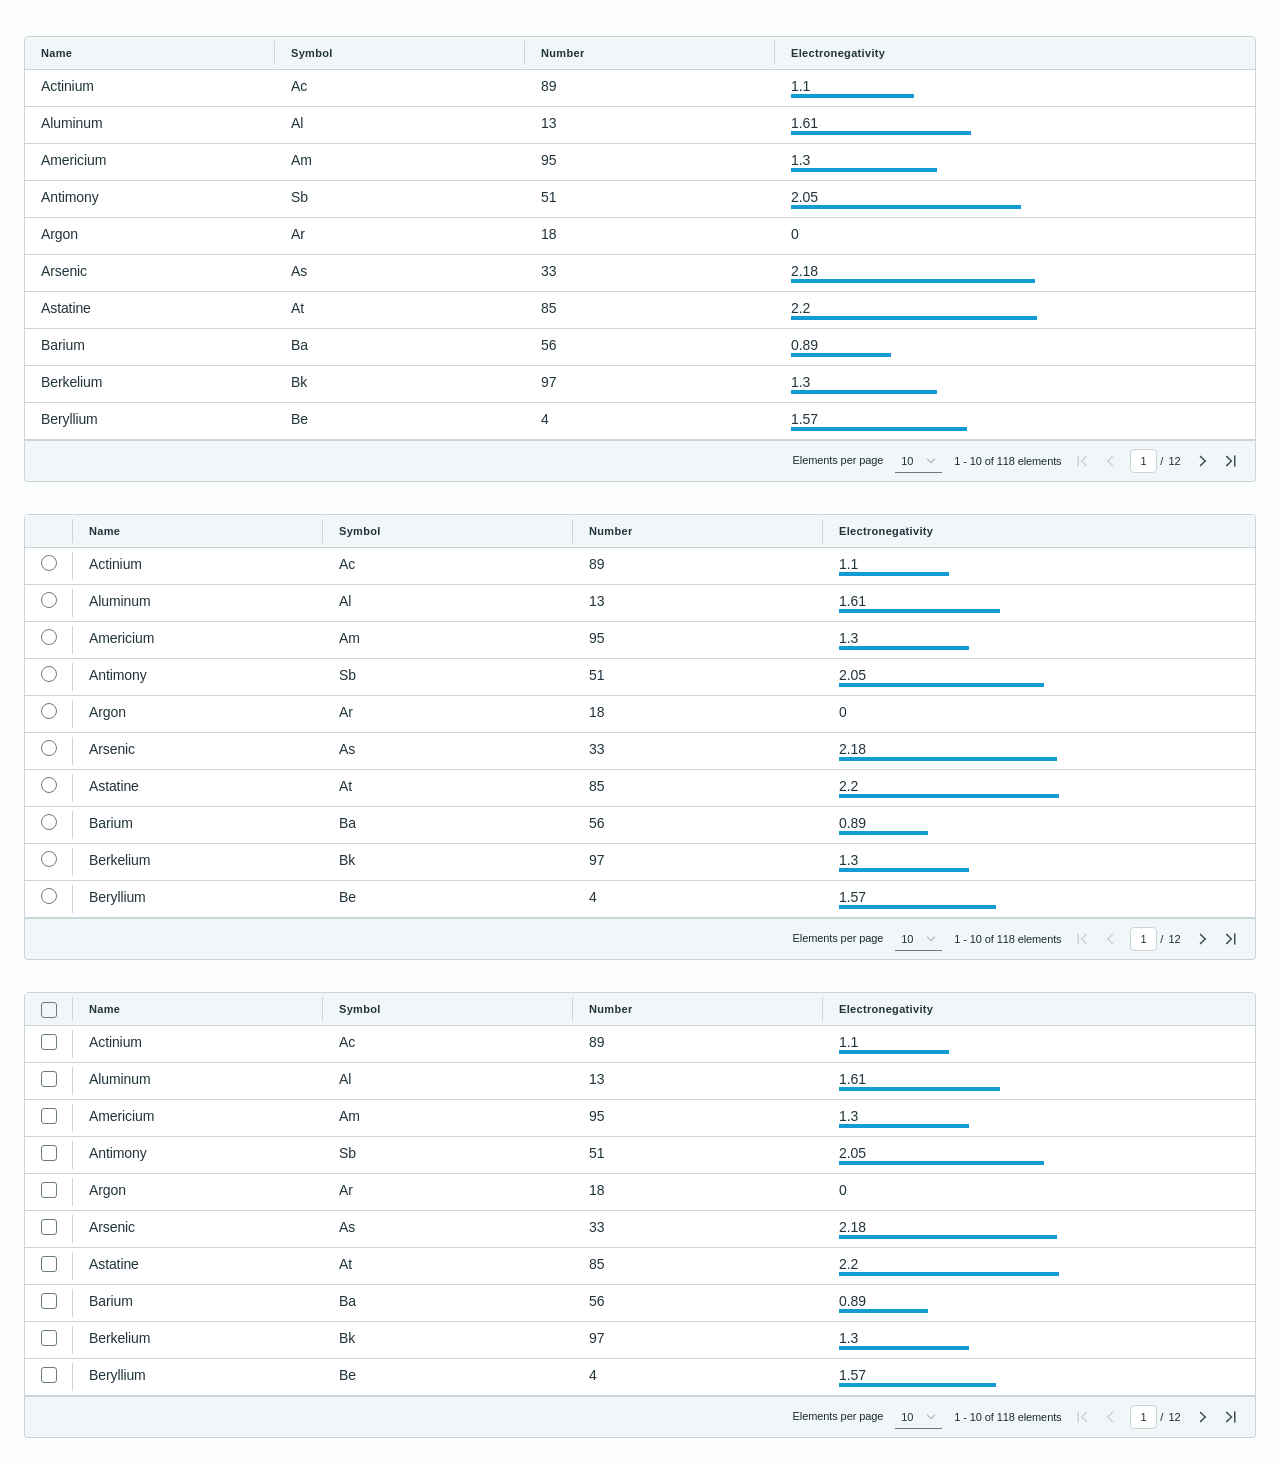 Name Symbol Number Electronegativity
Actinium Ac 89 1.1
Aluminum Al 13 1.61
Americium Am 95 1.3
Antimony Sb 51 2.05
Argon Ar 18 0
Arsenic As 33 2.18
Astatine At 85 2.2
Barium Ba 56 0.89
Berkelium Bk 97 1.3
Beryllium Be 4 1.57
Elements per page 10 1 - 10 of 118 elements 1 / 12
Name Symbol Number Electronegativity
Actinium Ac 89 1.1
Aluminum Al 13 1.61
Americium Am 95 1.3
Antimony Sb 51 2.05
Argon Ar 18 0
Arsenic As 33 2.18
Astatine At 85 2.2
Barium Ba 56 0.89
Berkelium Bk 97 1.3
Beryllium Be 4 1.57
Elements per page 10 1 - 10 of 118 elements 1 / 12
Name Symbol Number Electronegativity
Actinium Ac 89 1.1
Aluminum Al 13 1.61
Americium Am 95 1.3
Antimony Sb 51 2.05
Argon Ar 18 0
Arsenic As 33 2.18
Astatine At 85 2.2
Barium Ba 56 0.89
Berkelium Bk 97 1.3
Beryllium Be 4 1.57
Elements per page 10 1 - 10 of 118 elements 1 / 12